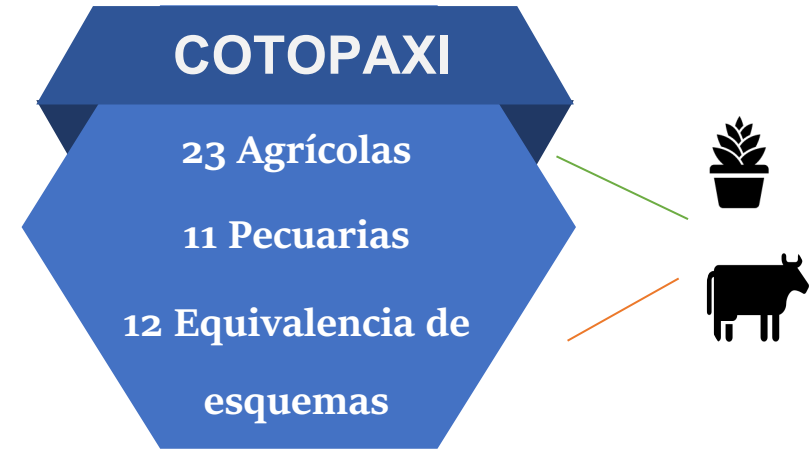 COTOPAXI
23 Agrícolas
11 Pecuarias
12 Equivalencia de
esquemas